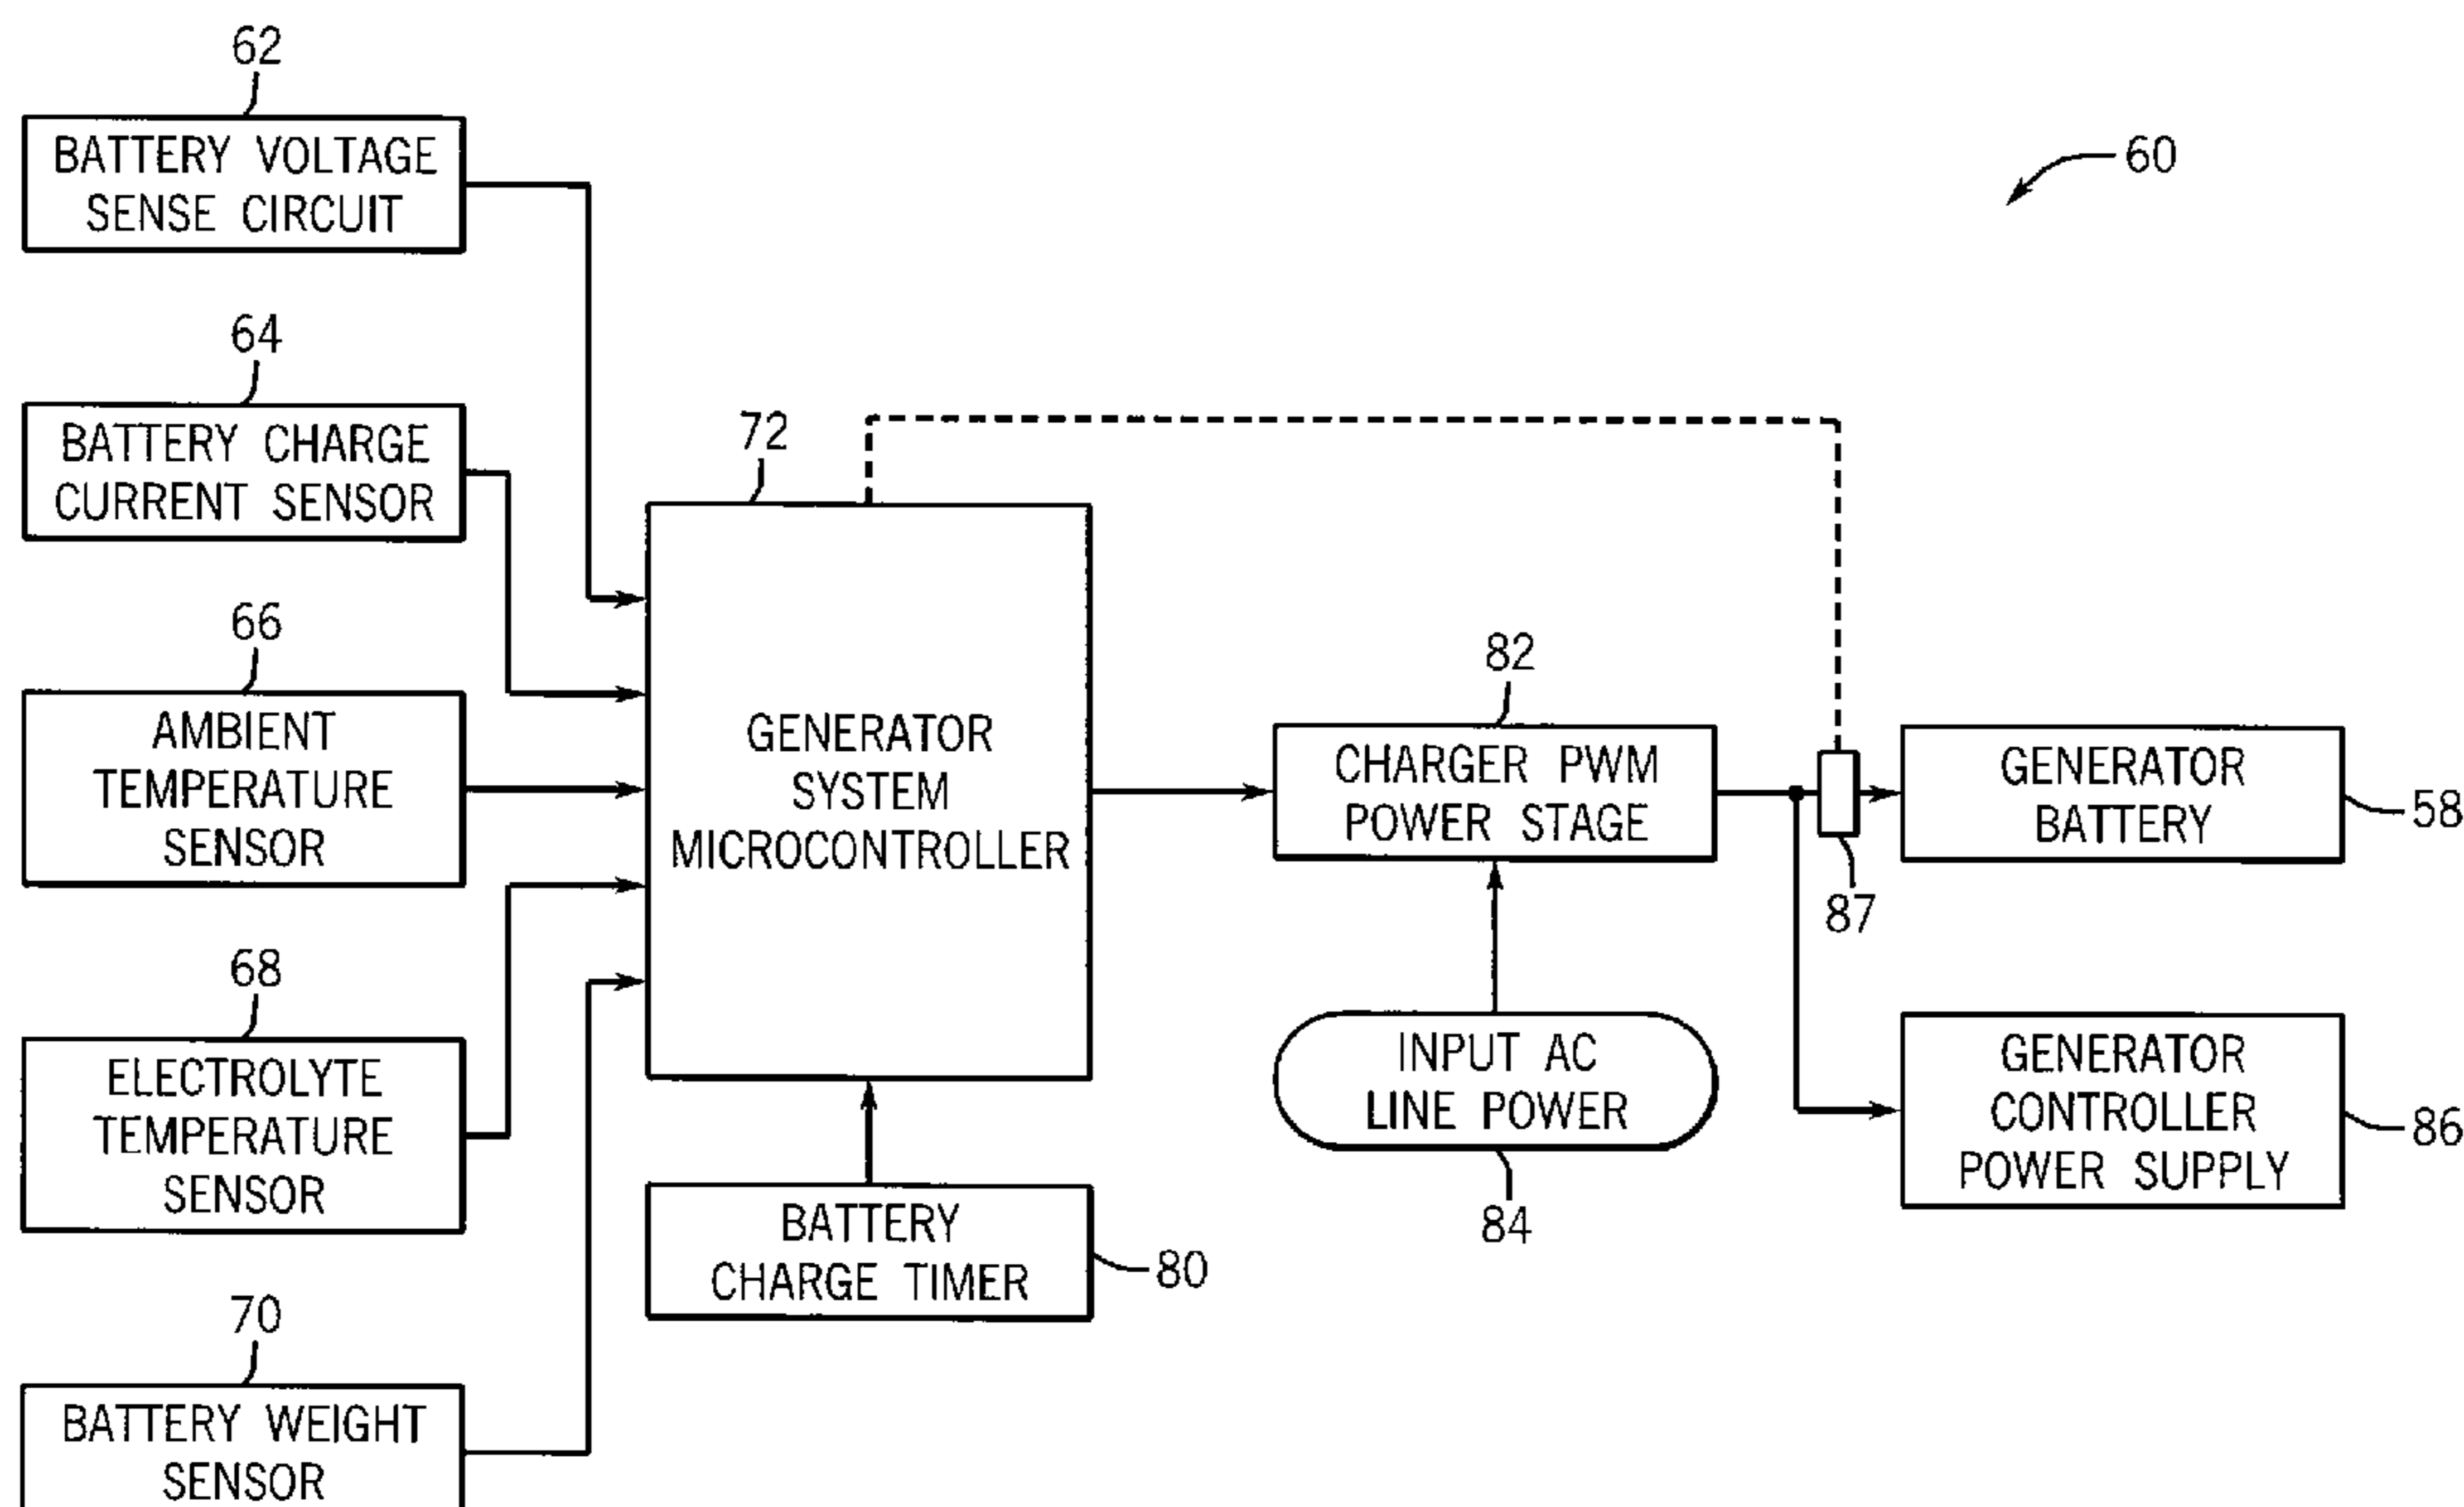 62
BATTERY VOLTAGE
SENSE CIRCUIT
60
64
BATTERY CHARGE
CURRENT SENSOR
72
66
AMBIENT
TEMPERATURE
SENSOR
GENERATOR
SYSTEM
MICROCONTROLLER
82
CHARGER PWM
POWER STAGE
GENERATOR
BATTERY
58
87
68
ELECTROLYTE
TEMPERATURE
SENSOR
INPUT AC
LINE POWER
84
GENERATOR
CONTROLLER
POWER SUPPLY
86
BATTERY
CHARGE TIMER
80
70
BATTERY WEIGHT
SENSOR